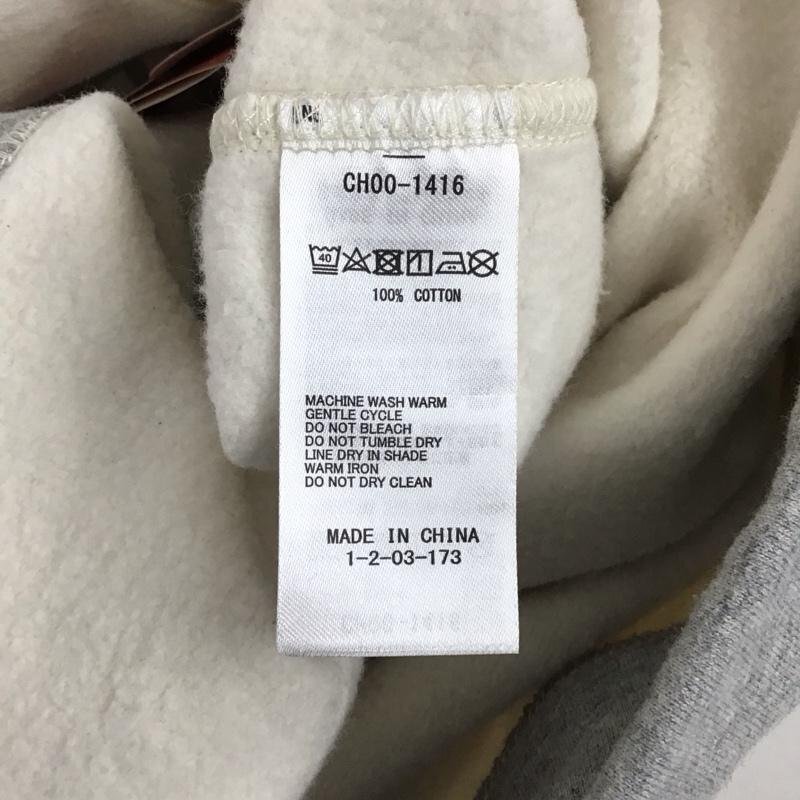 CH00-1416
40
100% COTTON
MACHINE WASH WARM
GENTLE CYCLE
DO NOT BLEACH
DO NOT TUMBLE DRY
LINE DRY IN SHADE
WARM IRON
DO NOT DRY CLEAN
MADE IN CHINA
1-2-03-173